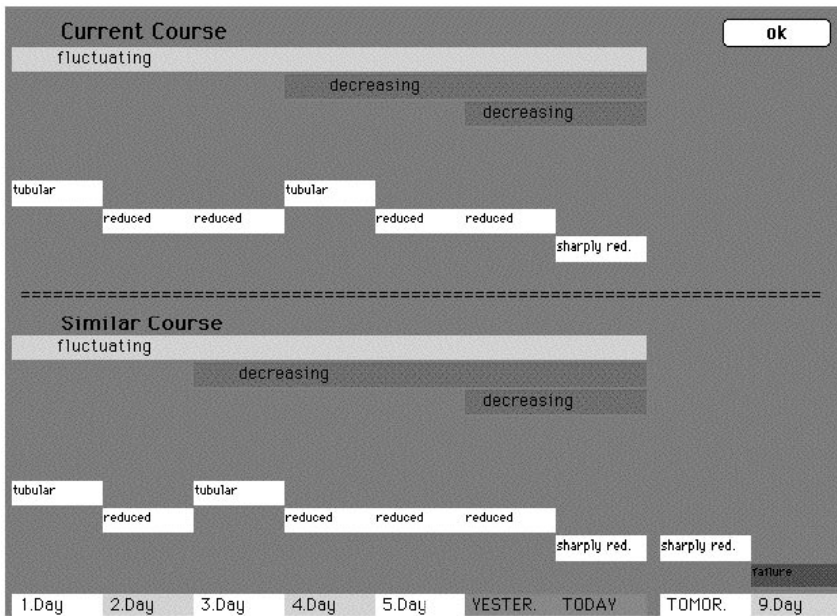 Current Course ok
fluctuating
decreasing
decreasing
tubular tubular
reduced reduced reduced reduced
sharply red.
================================================================
Similar Course
fluctuating
decreasing
decreasing
tubular tubular
reduced reduced reduced reduced
sharply red. sharply red.
failure
1.Day 2.Day 3.Day 4.Day 5.Day YESTER. TODAY TOMOR. 9.Day